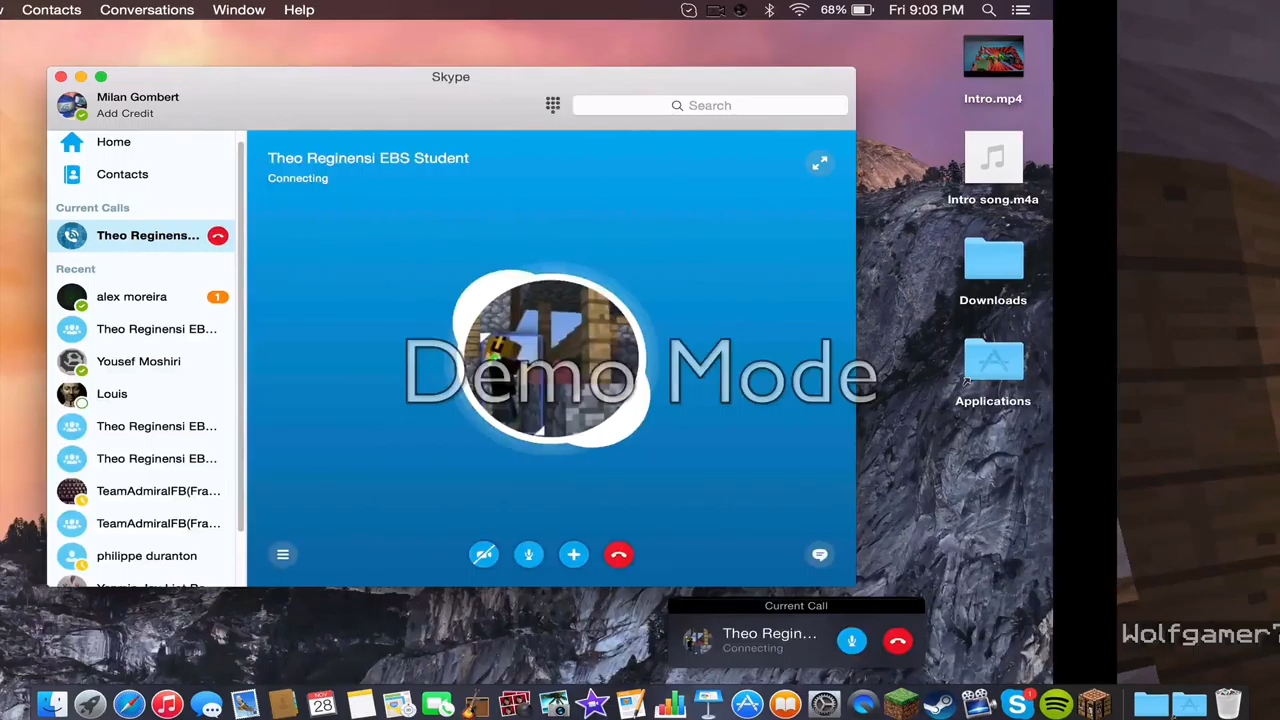 Contacts Conversations Window Help 68% Fri 9:03 PM
Skype
Milan Gombert
Add Credit
Search
Home
Contacts
Current Calls
Theo Reginens...
Recent
alex moreira 1
Theo Reginensi EB...
Yousef Moshiri
Louis
Theo Reginensi EB...
Theo Reginensi EB...
TeamAdmiralFB(Fra...
TeamAdmiralFB(Fra...
philippe duranton
Theo Reginensi EBS Student
Connecting
Demo Mode
Intro.mp4
Intro song.m4a
Downloads
Applications
Current Call
Theo Regin...
Connecting
Wolfgamer
NOV
28
1